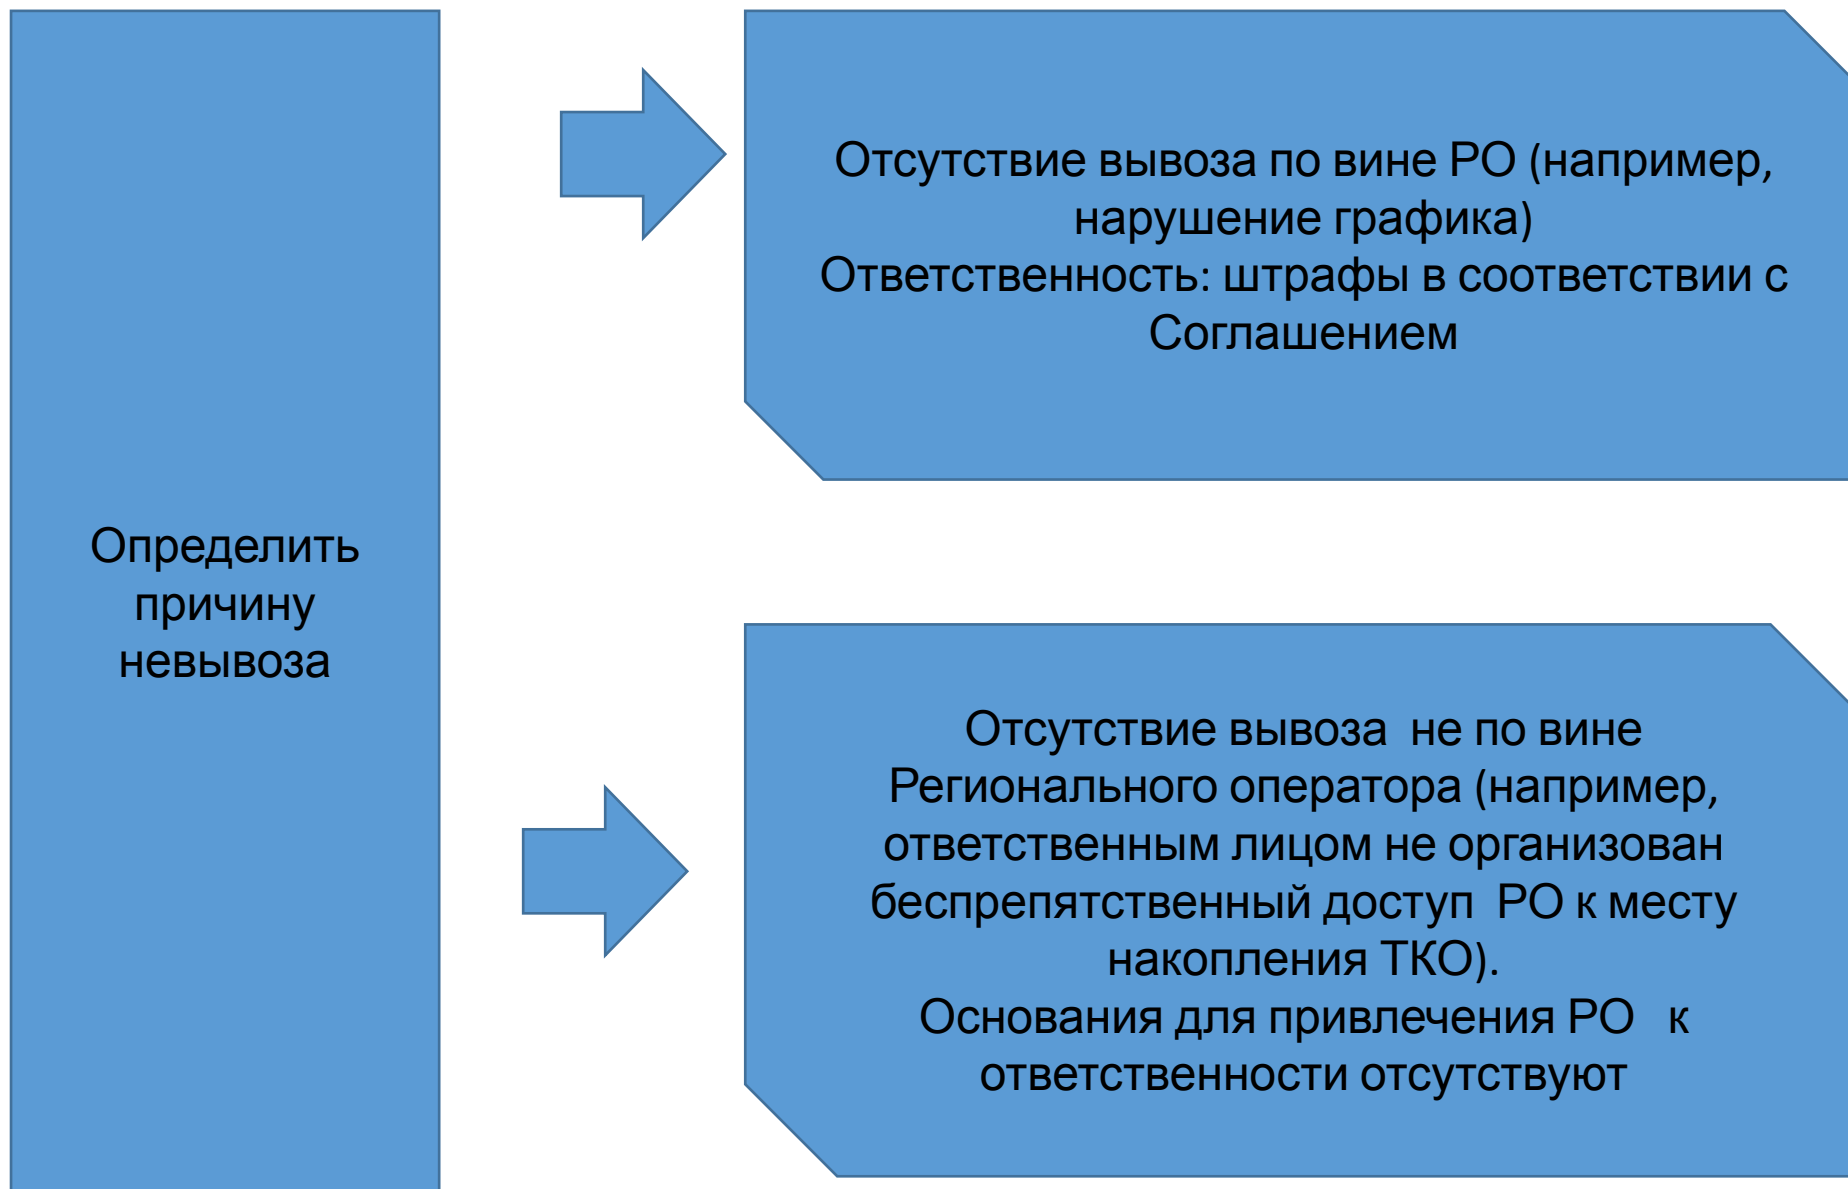 Определить
причину
невывоза
Отсутствие вывоза по вине РО (например,
нарушение графика)
Ответственность: штрафы в соответствии с
Соглашением
Отсутствие вывоза  не по вине
Регионального оператора (например,
ответственным лицом не организован
беспрепятственный доступ  РО к месту
накопления ТКО).
Основания для привлечения РО   к
ответственности отсутствуют